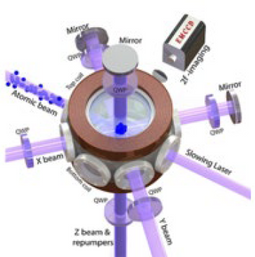 Mirror
Mirror
EMCCD
QWP
Top coil
2f-imaging
QWP
Atomic beam
Mirror
QWP
QWP
X beam
Bottom coil
Slowing Laser
QWP
QWP
Z beam &
repumpers
Y beam